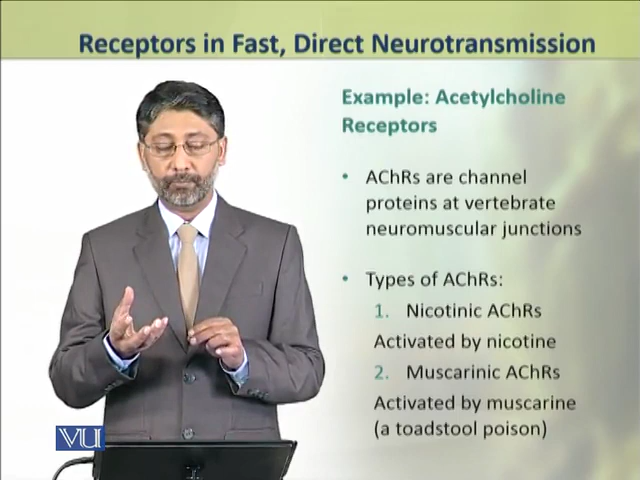 Receptors in Fast, Direct Neurotransmission
Example: Acetylcholine
Receptors
• AChRs are channel
proteins at vertebrate
neuromuscular junctions
• Types of AChRs:
1. Nicotinic AChRs
Activated by nicotine
2. Muscarinic AChRs
Activated by muscarine
(a toadstool poison)
VU